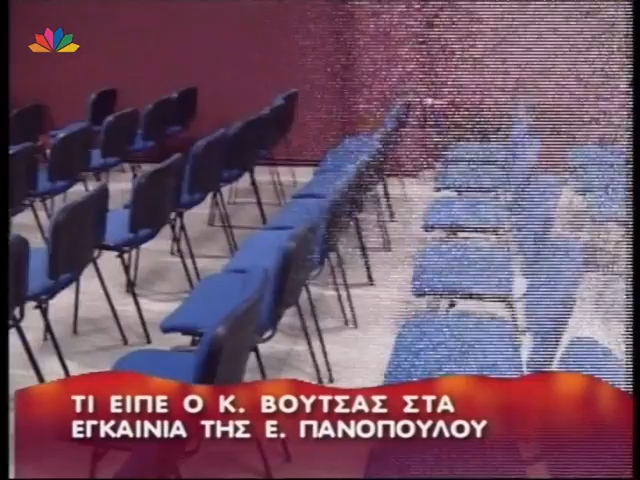 ΤΙ ΕΙΠΕ Ο Κ. ΒΟΥΤΣΑΣ ΣΤΑ
ΕΓΚΑΙΝΙΑ ΤΗΣ Ε. ΠΑΝΟΠΟΥΛΟΥ